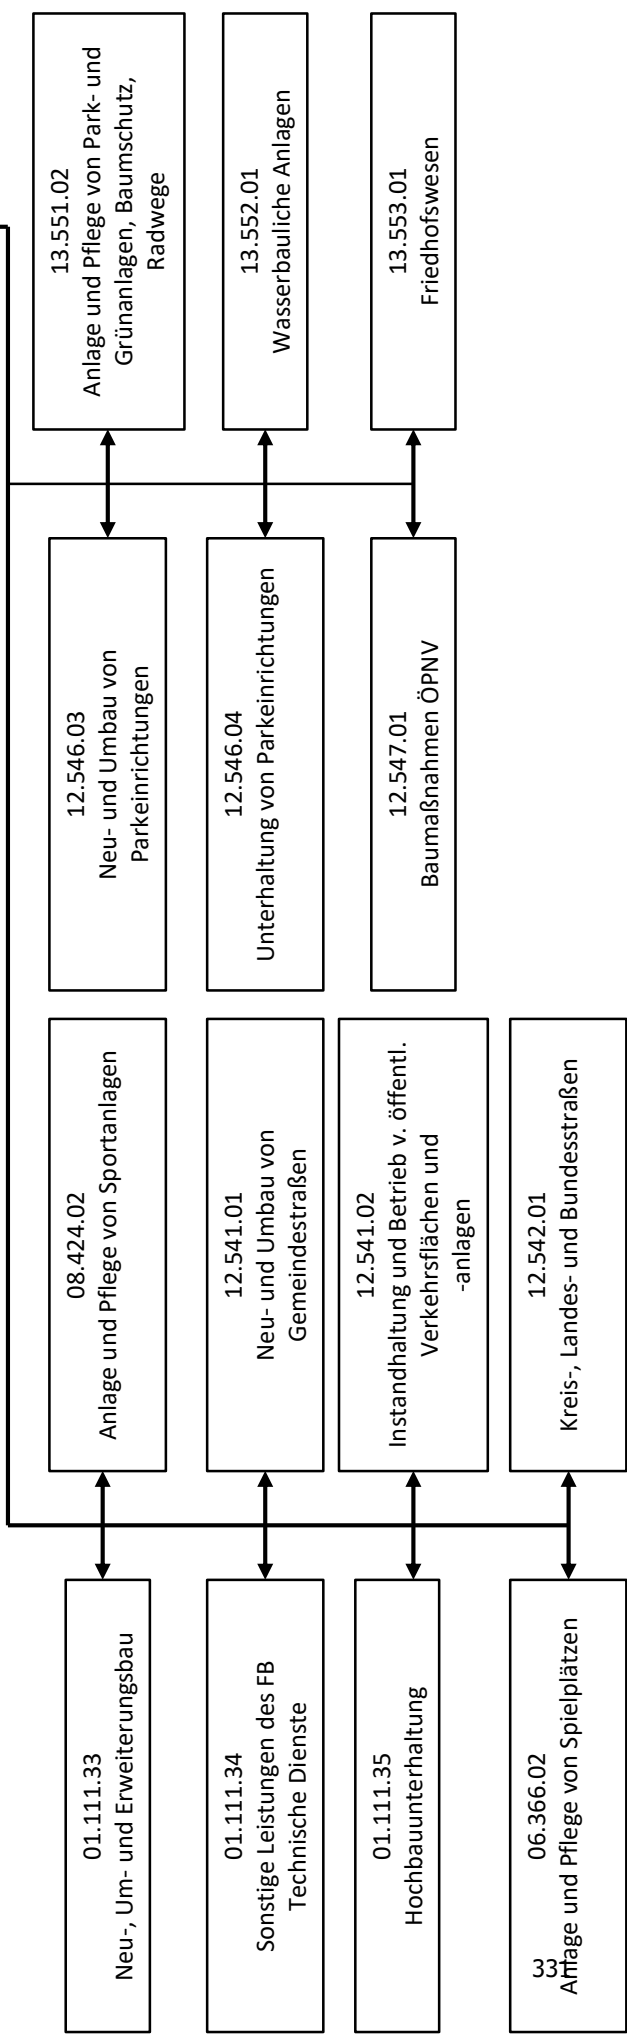 01.111.33
Neu-, Um- und Erweiterungsbau
01.111.34
Sonstige Leistungen des FB
Technische Dienste
01.111.35
Hochbauunterhaltung
06.366.02
Anlage und Pflege von Spielplätzen
08.424.02
Anlage und Pflege von Sportanlagen
12.541.01
Neu- und Umbau von
Gemeindestraßen
12.541.02
Instandhaltung und Betrieb v. öffentl.
Verkehrsflächen und
-anlagen
12.542.01
Kreis-, Landes- und Bundesstraßen
12.546.03
Neu- und Umbau von
Parkeinrichtungen
12.546.04
Unterhaltung von Parkeinrichtungen
12.547.01
Baumaßnahmen ÖPNV
13.551.02
Anlage und Pflege von Park- und
Grünanlagen, Baumschutz,
Radwege
13.552.01
Wasserbauliche Anlagen
13.553.01
Friedhofswesen